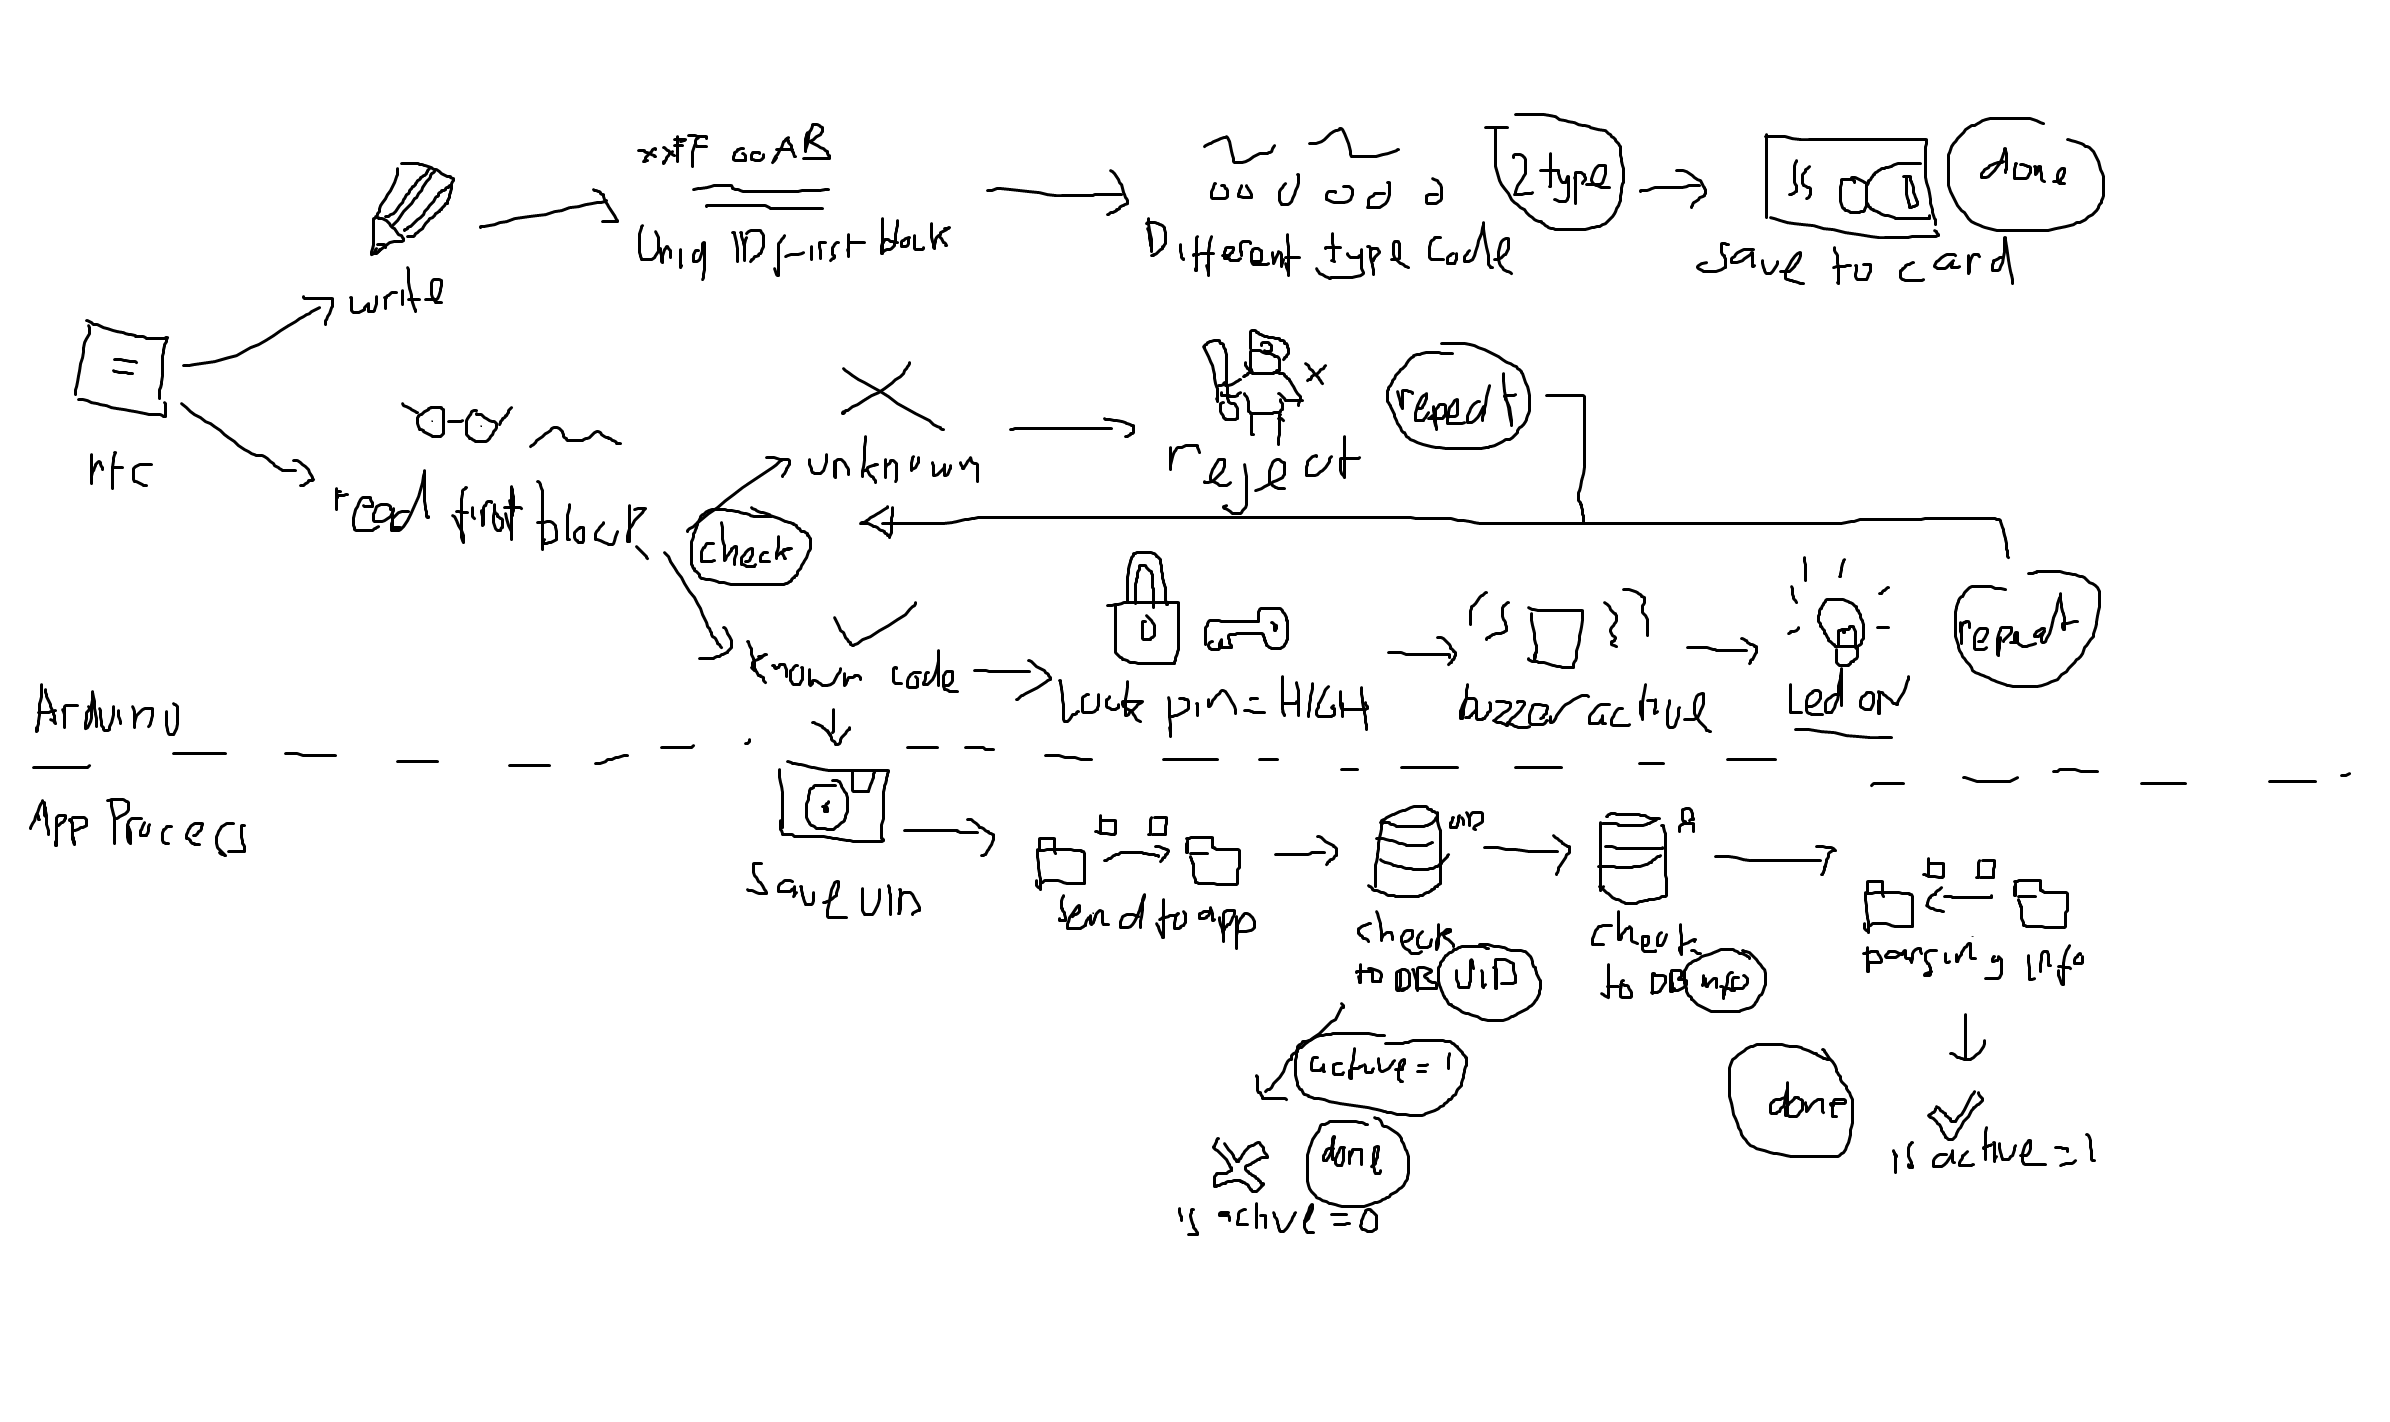 xxFF ooAB
Uniq ID first block
2 type
Different type code
done
save to card
write
rfc
read first block
check
unknown
reject
x
repeat
known code
Lock pin = HIGH
buzzer active
Led ON
repeat
Arduino
App Process
Save UID
send to app
UID
check
to DB UID
check
to DB info
parsing info
active = 1
done
is active = 0
done
is active = 1